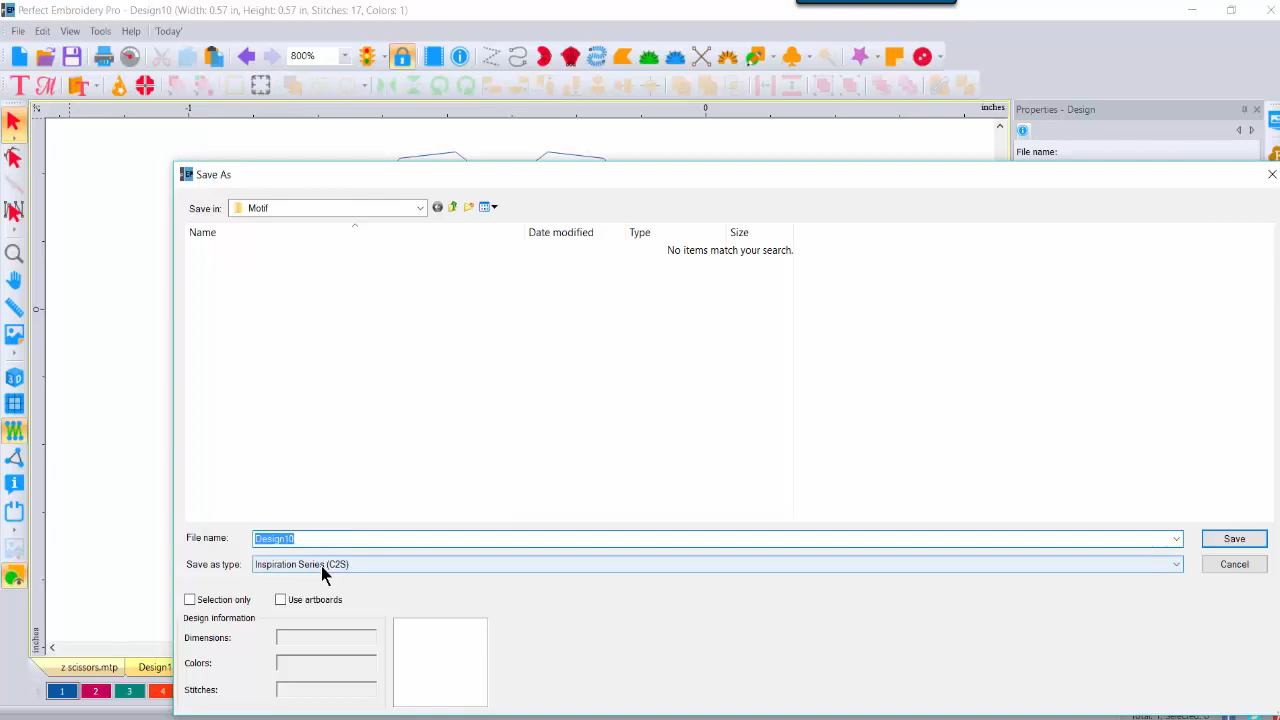 Perfect Embroidery Pro - Design10 (Width: 0.57 in, Height: 0.57 in, Stitches: 17, Colors: 1)
File Edit View Tools Help 'Today'
800%
-1 0 inches
Properties - Design
File name:
Save As
Save in: Motif
Name Date modified Type Size
No items match your search.
0
File name: Design10 Save
Save as type: Inspiration Series (C2S) Cancel
Selection only Use artboards
Design information
Dimensions:
Colors:
Stitches:
inches
z scissors.mtp Design1
1 2 3 4